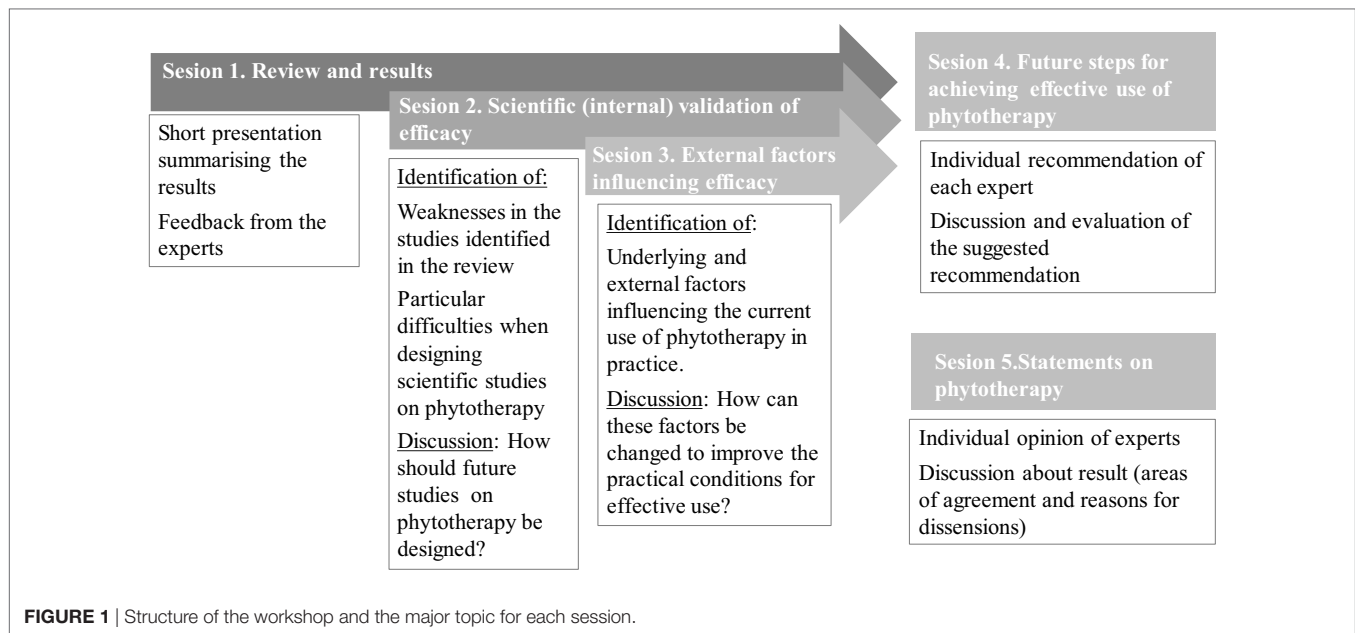 Sesion 1. Review and results
Short presentation
summarising the
results
Feedback from the
experts
Sesion 2. Scientific (internal) validation of
efficacy
Identification of:
Weaknesses in the
studies identified
in the review
Particular
difficulties when
designing
scientific studies
on phytotherapy
Discussion: How
should future
studies on
phytotherapy be
designed?
Sesion 3. External factors
influencing efficacy
Identification of:
Underlying and
external factors
influencing the current
use of phytotherapy in
practice.
Discussion: How can
these factors be
changed to improve the
practical conditions for
effective use?
Sesion 4. Future steps for
achieving effective use of
phytotherapy
Individual recommendation of
each expert
Discussion and evaluation of
the suggested
recommendation
Sesion 5.Statements on
phytotherapy
Individual opinion of experts
Discussion about result (areas
of agreement and reasons for
dissensions)
FIGURE 1 | Structure of the workshop and the major topic for each session.